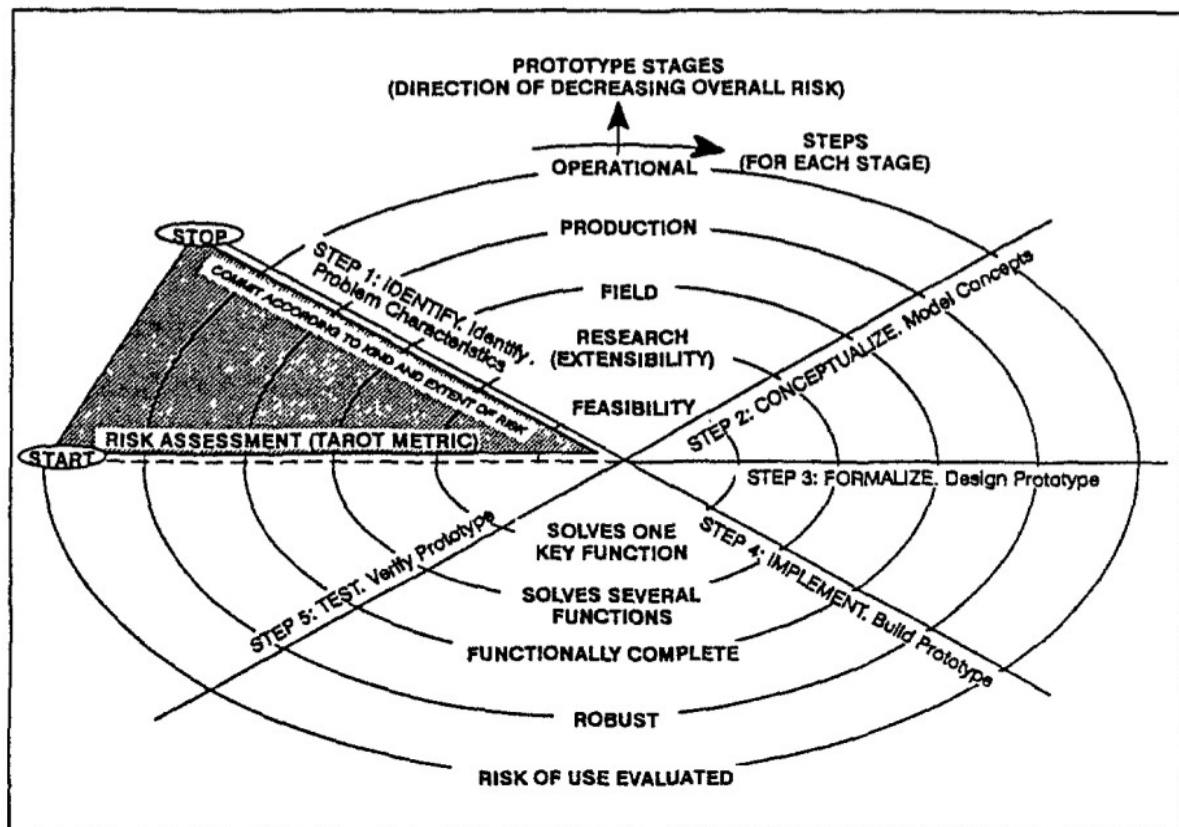 PROTOTYPE STAGES
(DIRECTION OF DECREASING OVERALL RISK)
STEPS
(FOR EACH STAGE)
OPERATIONAL
PRODUCTION
STOP
STEP 1: IDENTIFY. Identify.
Problem Characteristics
COMMIT ACCORDING TO KIND AND EXTENT OF RISK
FIELD
RESEARCH
(EXTENSIBILITY)
FEASIBILITY
STEP 2: CONCEPTUALIZE. Model Concepts
RISK ASSESSMENT (TAROT METRIC)
START
STEP 3: FORMALIZE. Design Prototype
STEP 4: IMPLEMENT. Build Prototype
STEP 5: TEST. Verify Prototype
SOLVES ONE
KEY FUNCTION
SOLVES SEVERAL
FUNCTIONS
FUNCTIONALLY COMPLETE
ROBUST
RISK OF USE EVALUATED